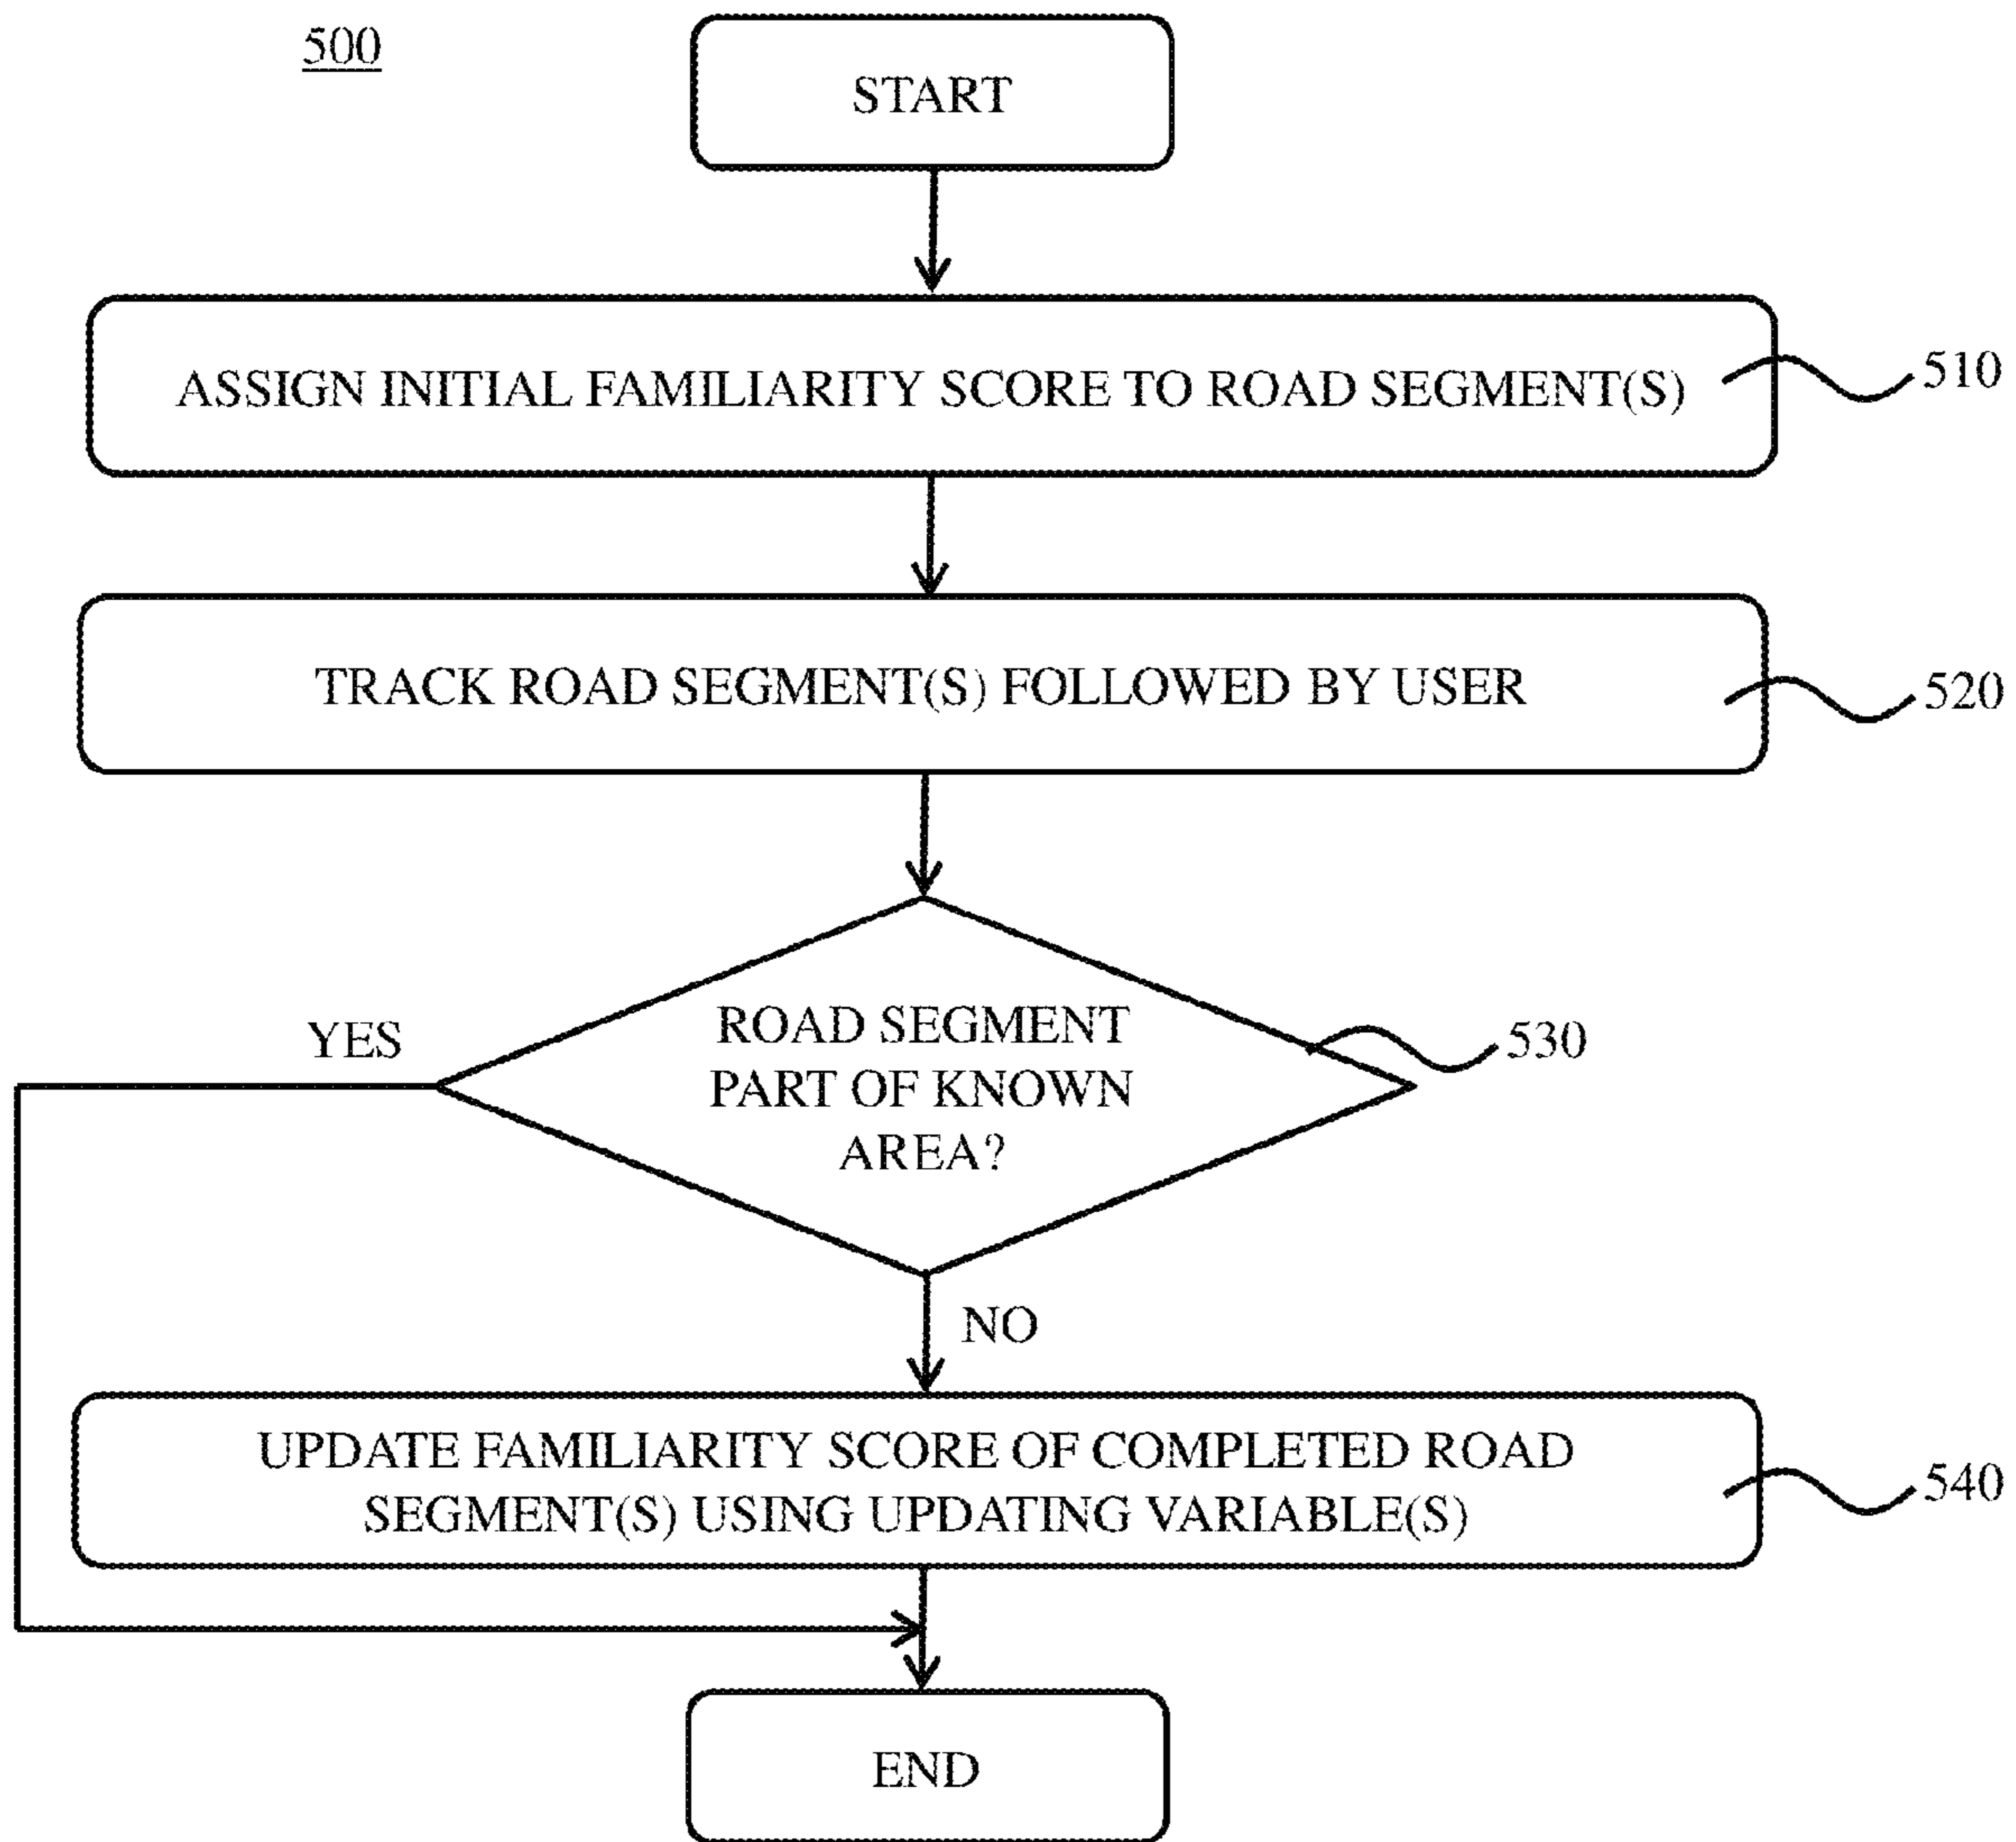 500
START
ASSIGN INITIAL FAMILIARITY SCORE TO ROAD SEGMENT(S)
510
TRACK ROAD SEGMENT(S) FOLLOWED BY USER
520
YES
ROAD SEGMENT
PART OF KNOWN
AREA?
530
NO
UPDATE FAMILIARITY SCORE OF COMPLETED ROAD
SEGMENT(S) USING UPDATING VARIABLE(S)
540
END